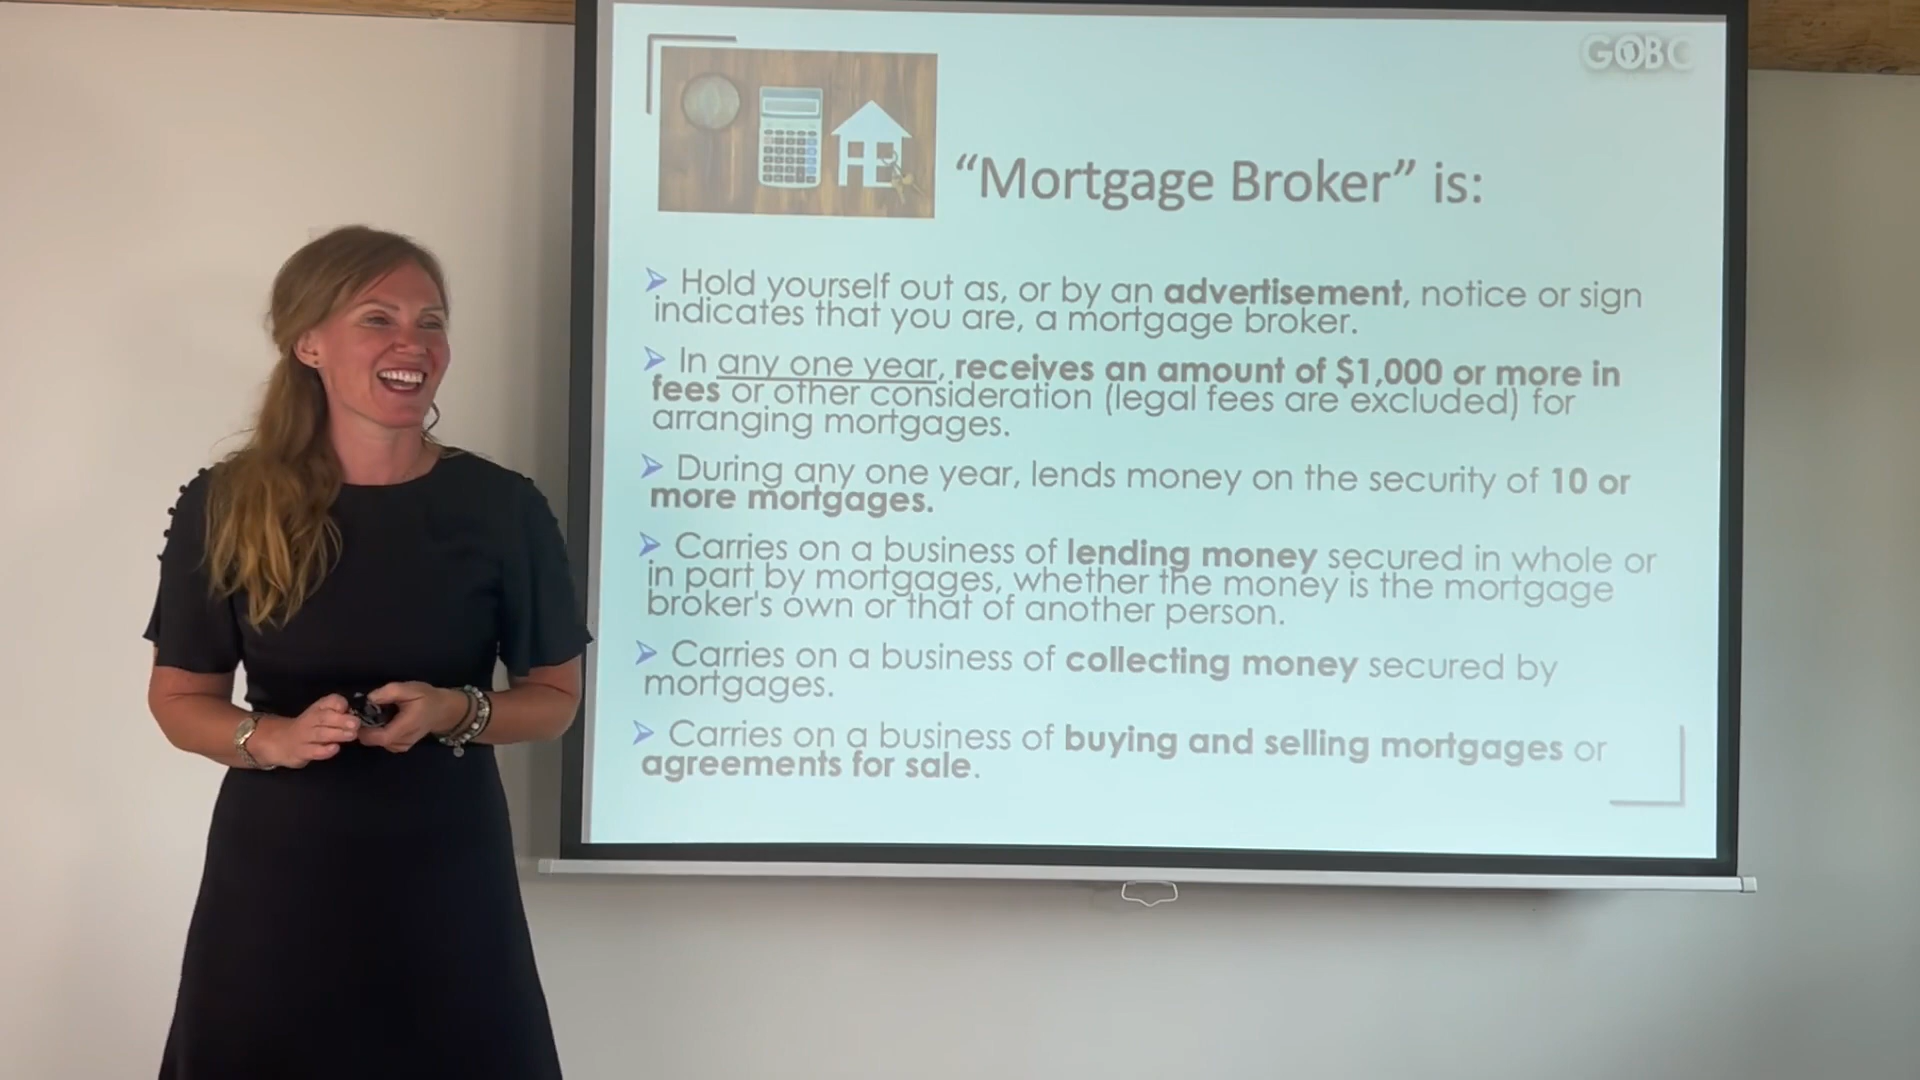 GOBC
“Mortgage Broker” is:
Hold yourself out as, or by an advertisement, notice or sign
indicates that you are, a mortgage broker.
In any one year, receives an amount of $1,000 or more in
fees or other consideration (legal fees are excluded) for
arranging mortgages.
During any one year, lends money on the security of 10 or
more mortgages.
Carries on a business of lending money secured in whole or
in part by mortgages, whether the money is the mortgage
broker's own or that of another person.
Carries on a business of collecting money secured by
mortgages.
Carries on a business of buying and selling mortgages or
agreements for sale.